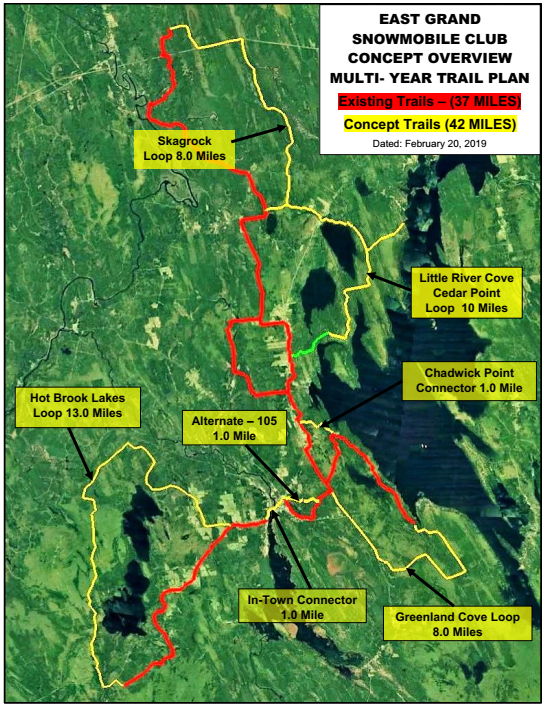 EAST GRAND
SNOWMOBILE CLUB
CONCEPT OVERVIEW
MULTI- YEAR TRAIL PLAN
Existing Trails – (37 MILES)
Concept Trails (42 MILES)
Dated: February 20, 2019
Skagrock
Loop 8.0 Miles
Little River Cove
Cedar Point
Loop 10 Miles
Chadwick Point
Connector 1.0 Mile
Hot Brook Lakes
Loop 13.0 Miles
Alternate – 105
1.0 Mile
In-Town Connector
1.0 Mile
Greenland Cove Loop
8.0 Miles